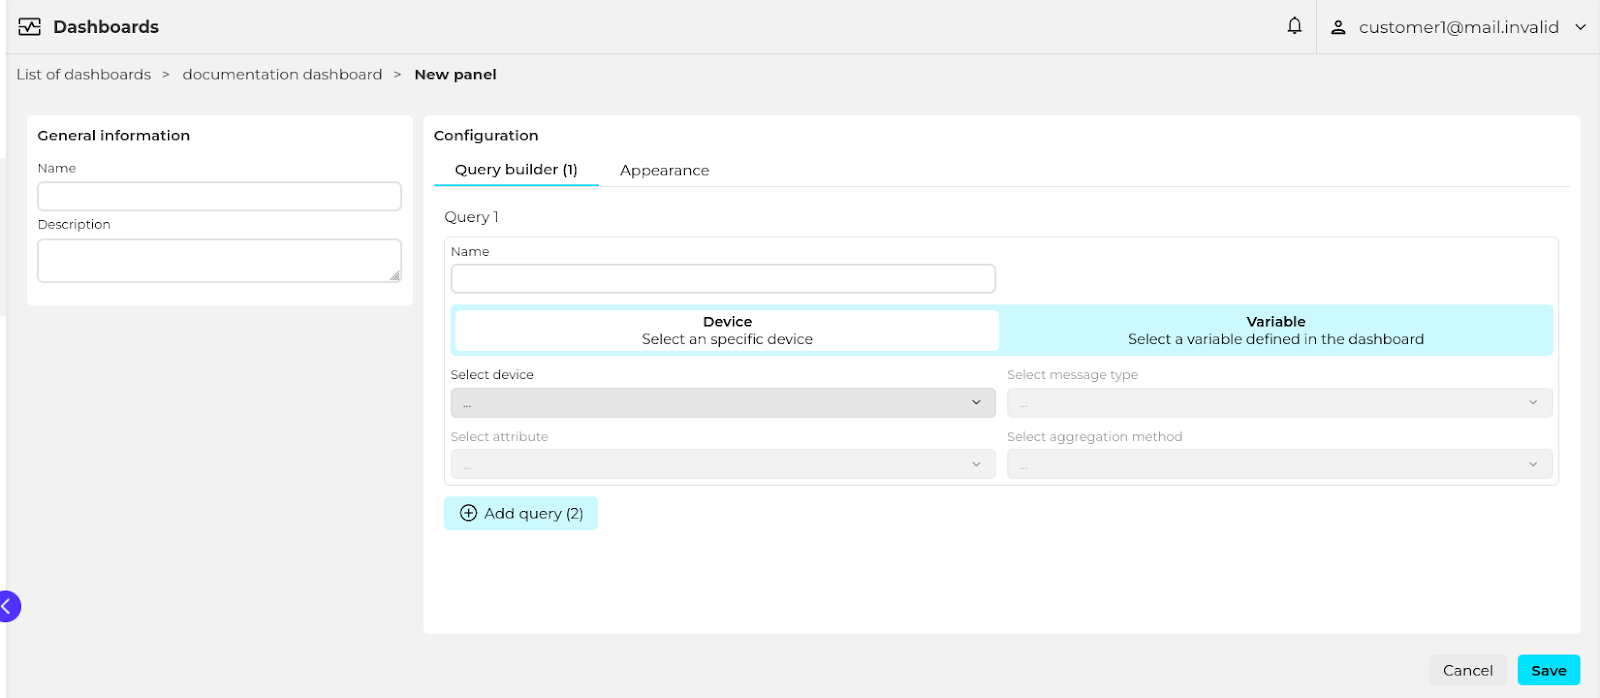 Dashboards
customer1@mail.invalid
List of dashboards > documentation dashboard > New panel
General information
Name
Description
Configuration
Query builder (1)
Appearance
Query 1
Name
Device
Select an specific device
Variable
Select a variable defined in the dashboard
Select device
...
Select message type
...
Select attribute
...
Select aggregation method
...
Add query (2)
Cancel
Save